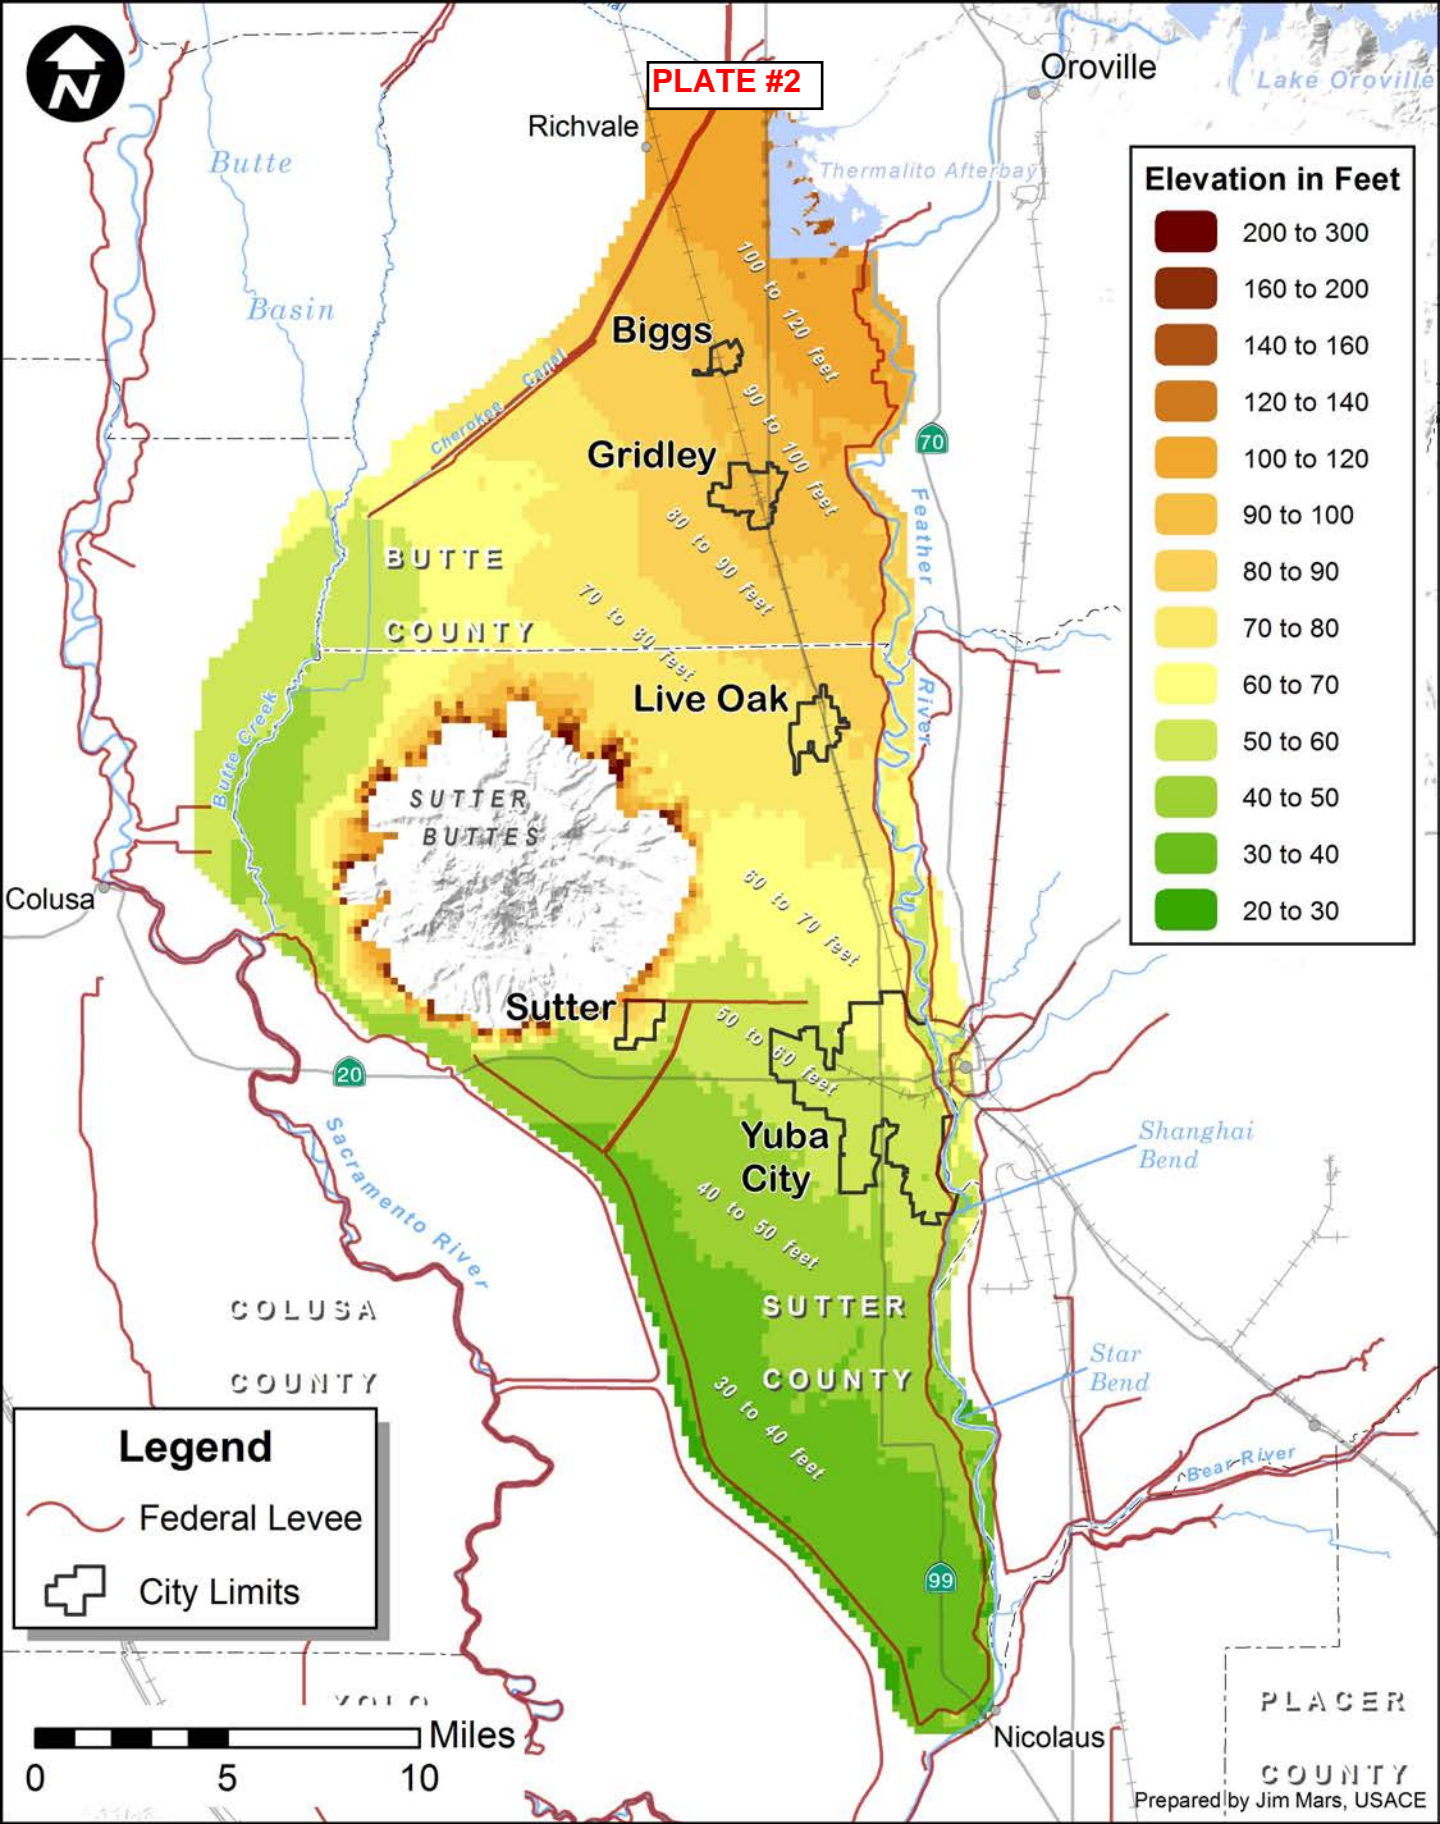 N
PLATE #2
Oroville
Lake Oroville
Richvale
Butte
Basin
Thermalito Afterbay
Elevation in Feet
200 to 300
160 to 200
140 to 160
120 to 140
100 to 120
90 to 100
80 to 90
70 to 80
60 to 70
50 to 60
40 to 50
30 to 40
20 to 30
100 to 120 feet
Biggs
Cherokee Canal
90 to 100 feet
70
Gridley
80 to 90 feet
Feather
River
BUTTE
COUNTY
70 to 80 feet
Live Oak
Butte Creek
SUTTER
BUTTES
60 to 70 feet
Colusa
Sutter
50 to 60 feet
20
Sacramento River
Yuba
City
Shanghai
Bend
40 to 50 feet
COLUSA
COUNTY
SUTTER
COUNTY
Star
Bend
30 to 40 feet
Legend
Federal Levee
City Limits
Bear River
99
YOLO
Miles
0
5
10
Nicolaus
PLACER
COUNTY
Prepared by Jim Mars, USACE